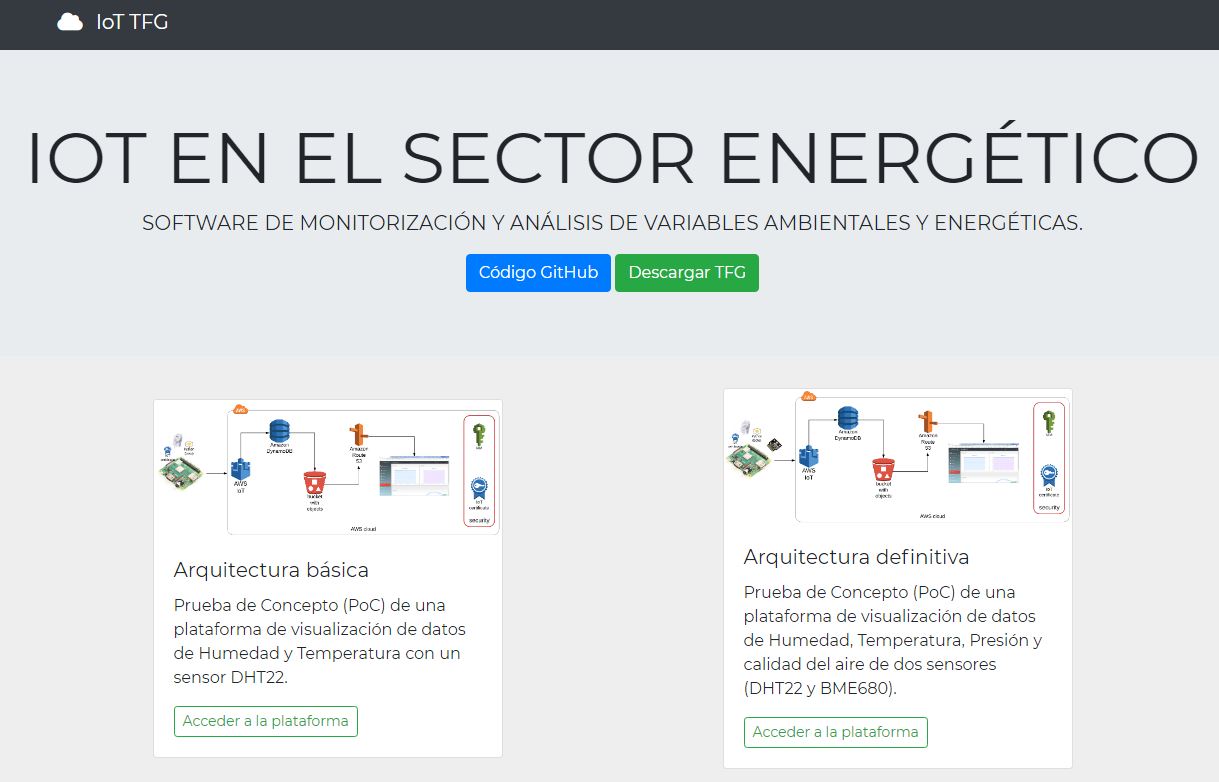 IoT TFG
IOT EN EL SECTOR ENERGÉTICO
SOFTWARE DE MONITORIZACIÓN Y ANÁLISIS DE VARIABLES AMBIENTALES Y ENERGÉTICAS.
Código GitHub
Descargar TFG
AWS
Amazon
DynamoDB
Amazon
Route
53
AWS
IoT
bucket
with
objects
IoT
certificate
security
AWS cloud
Arquitectura básica
Prueba de Concepto (PoC) de una
plataforma de visualización de datos
de Humedad y Temperatura con un
sensor DHT22.
Acceder a la plataforma
AWS
Amazon
DynamoDB
Amazon
Route
53
AWS
IoT
bucket
with
objects
IoT
certificate
security
AWS cloud
Arquitectura definitiva
Prueba de Concepto (PoC) de una
plataforma de visualización de datos
de Humedad, Temperatura, Presión y
calidad del aire de dos sensores
(DHT22 y BME680).
Acceder a la plataforma